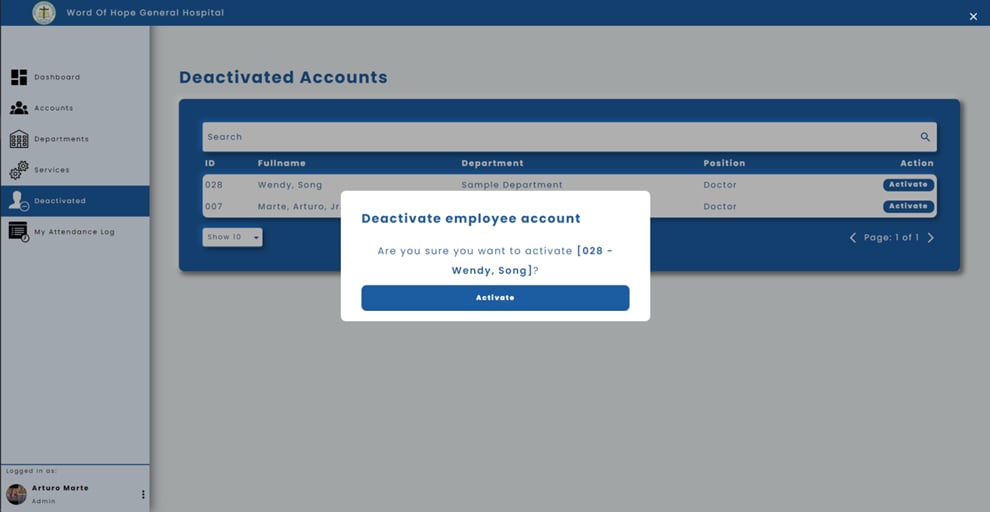 Word Of Hope General Hospital
Dashboard
Accounts
Departments
Services
Deactivated
My Attendance Log
Logged in as:
Arturo Marte
Admin
Deactivated Accounts
Search
ID Fullname Department Position Action
028 Wendy, Song Sample Department Doctor Activate
007 Marte, Arturo, Jr Doctor Activate
Show 10
Page: 1 of 1
Deactivate employee account
Are you sure you want to activate [028 -
Wendy, Song]?
Activate